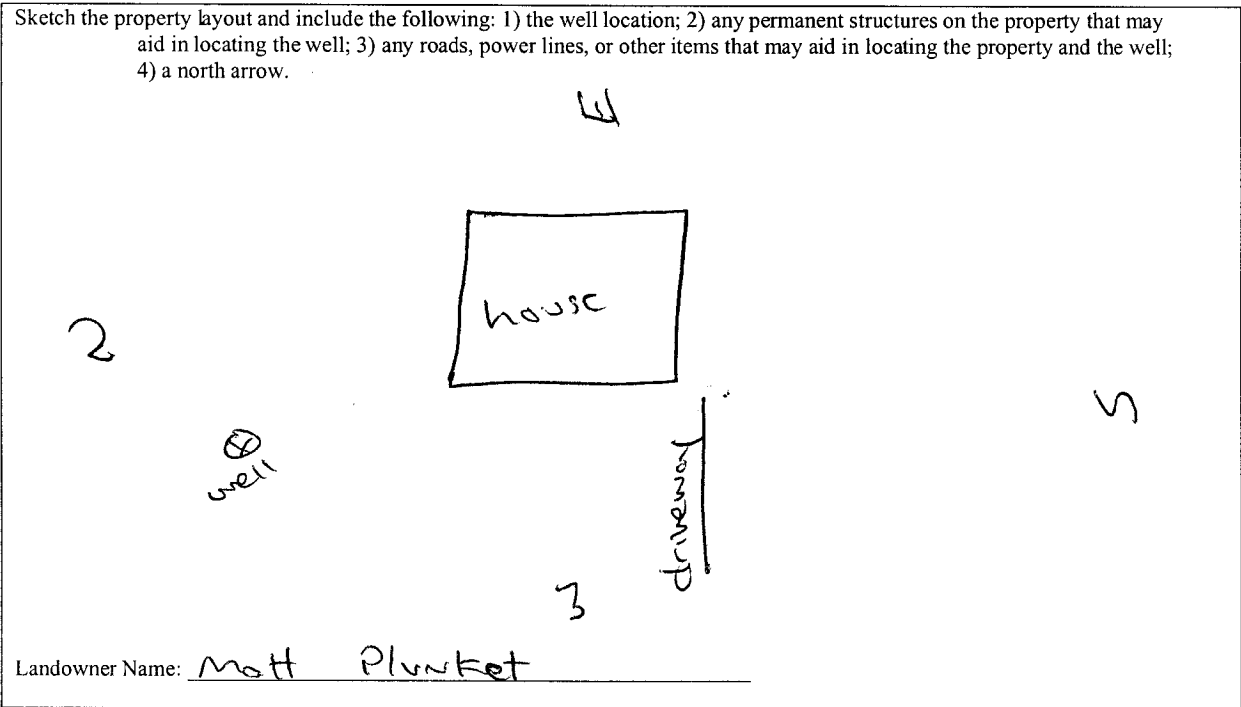 Sketch the property layout and include the following: 1) the well location; 2) any permanent structures on the property that may
aid in locating the well; 3) any roads, power lines, or other items that may aid in locating the property and the well;
4) a north arrow.
E
house
N
S
well
driveway
W
Landowner Name: Matt Plunket